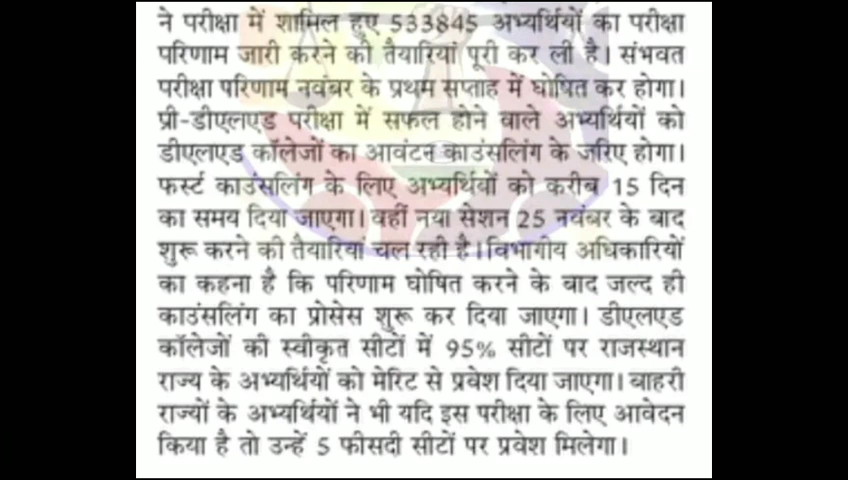 ने परीक्षा में शामिल हुए 533845 अभ्यर्थियों का परीक्षा
परिणाम जारी करने की तैयारियां पूरी कर ली है। संभवत
परीक्षा परिणाम नवंबर के प्रथम सप्ताह में घोषित कर होगा।
प्री-डीएलएड परीक्षा में सफल होने वाले अभ्यर्थियों को
डीएलएड कॉलेजों का आवंटन काउंसलिंग के जरिए होगा।
फर्स्ट काउंसलिंग के लिए अभ्यर्थियों को करीब 15 दिन
का समय दिया जाएगा। वहीं नया सेशन 25 नवंबर के बाद
शुरू करने की तैयारियां चल रही है। विभागीय अधिकारियों
का कहना है कि परिणाम घोषित करने के बाद जल्द ही
काउंसलिंग का प्रोसेस शुरू कर दिया जाएगा। डीएलएड
कॉलेजों की स्वीकृत सीटों में 95% सीटों पर राजस्थान
राज्य के अभ्यर्थियों को मेरिट से प्रवेश दिया जाएगा। बाहरी
राज्यों के अभ्यर्थियों ने भी यदि इस परीक्षा के लिए आवेदन
किया है तो उन्हें 5 फीसदी सीटों पर प्रवेश मिलेगा।